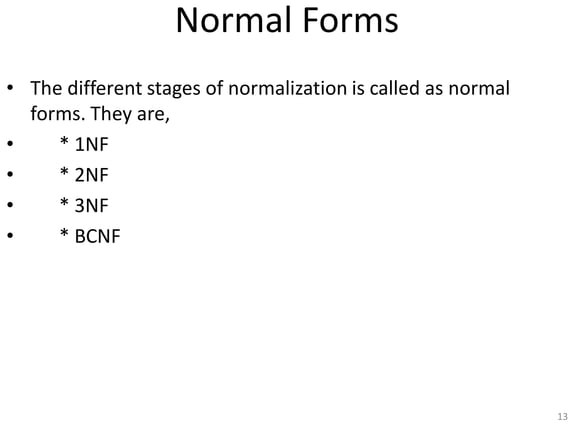 Normal Forms
• The different stages of normalization is called as normal
forms. They are,
• * 1NF
• * 2NF
• * 3NF
• * BCNF
13